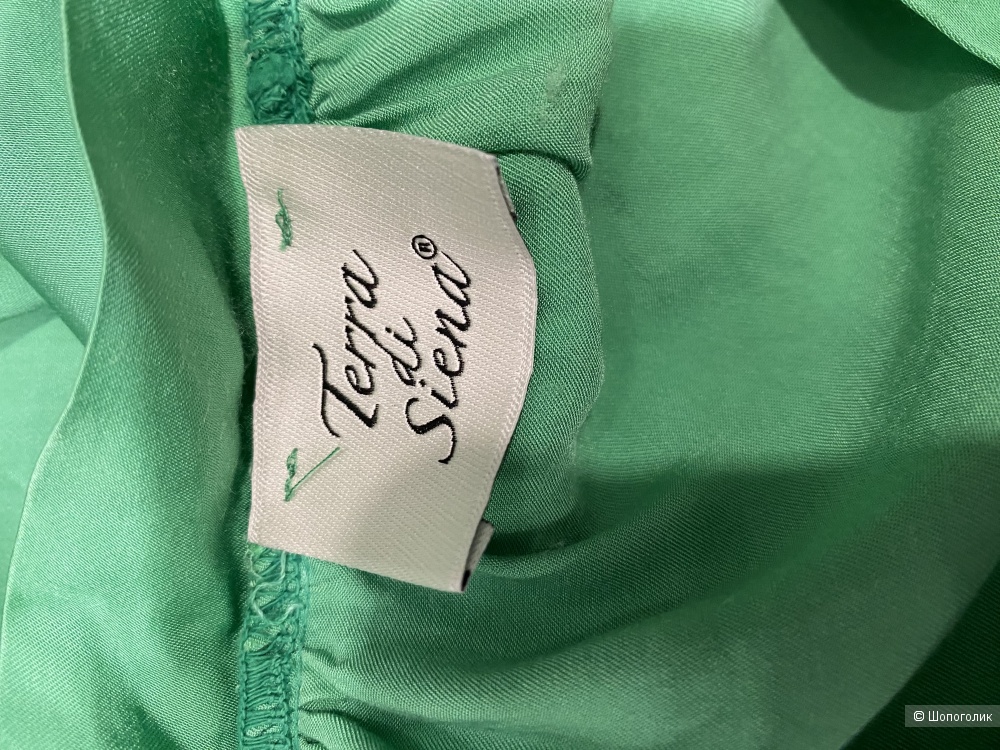 Terra
di
Siena®
© Шопоголик